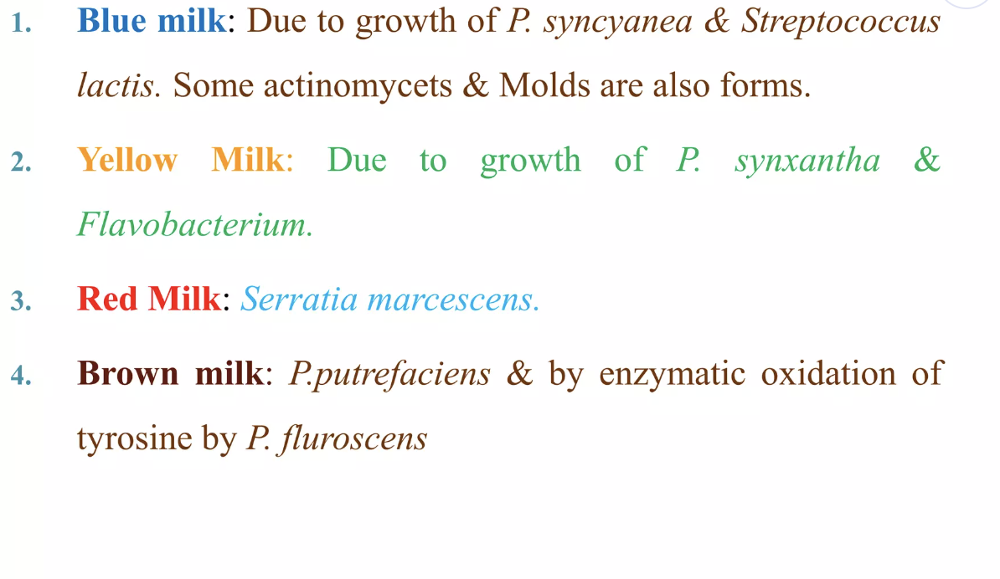 1. Blue milk: Due to growth of P. syncyanea & Streptococcus
lactis. Some actinomycets & Molds are also forms.
2. Yellow Milk: Due to growth of P. synxantha &
Flavobacterium.
3. Red Milk: Serratia marcescens.
4. Brown milk: P.putrefaciens & by enzymatic oxidation of
tyrosine by P. fluroscens